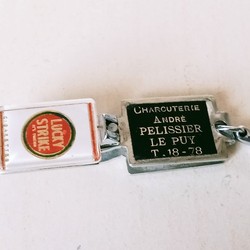 LUCKY
STRIKE
CHARCUTERIE
ANDRÉ
PELISSIER
LE PUY
T. 18-78